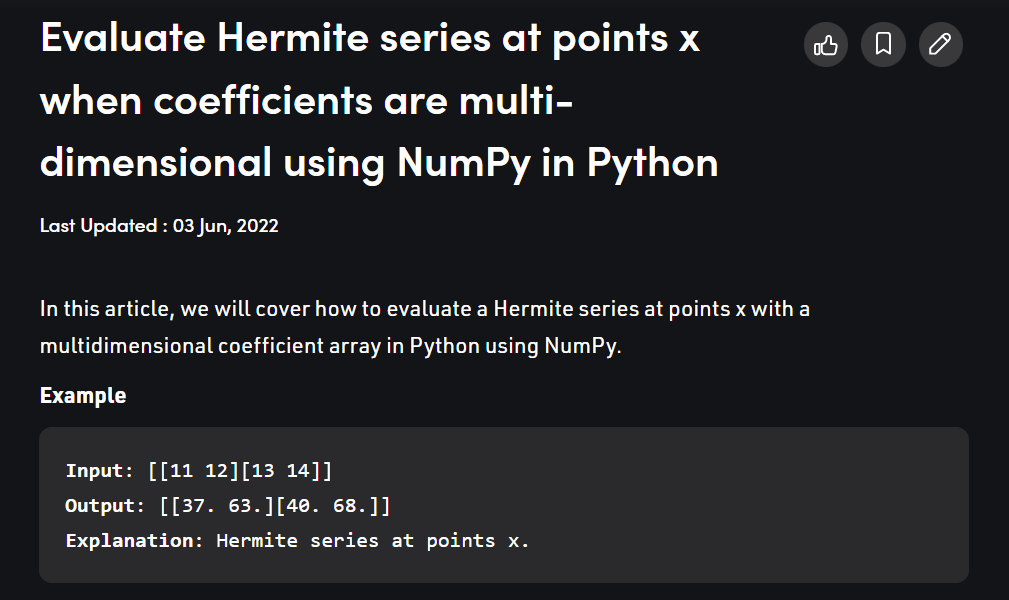 Evaluate Hermite series at points x
when coefficients are multi-
dimensional using NumPy in Python
Last Updated : 03 Jun, 2022
In this article, we will cover how to evaluate a Hermite series at points x with a
multidimensional coefficient array in Python using NumPy.
Example
Input: [[11 12][13 14]]
Output: [[37. 63.][40. 68.]]
Explanation: Hermite series at points x.